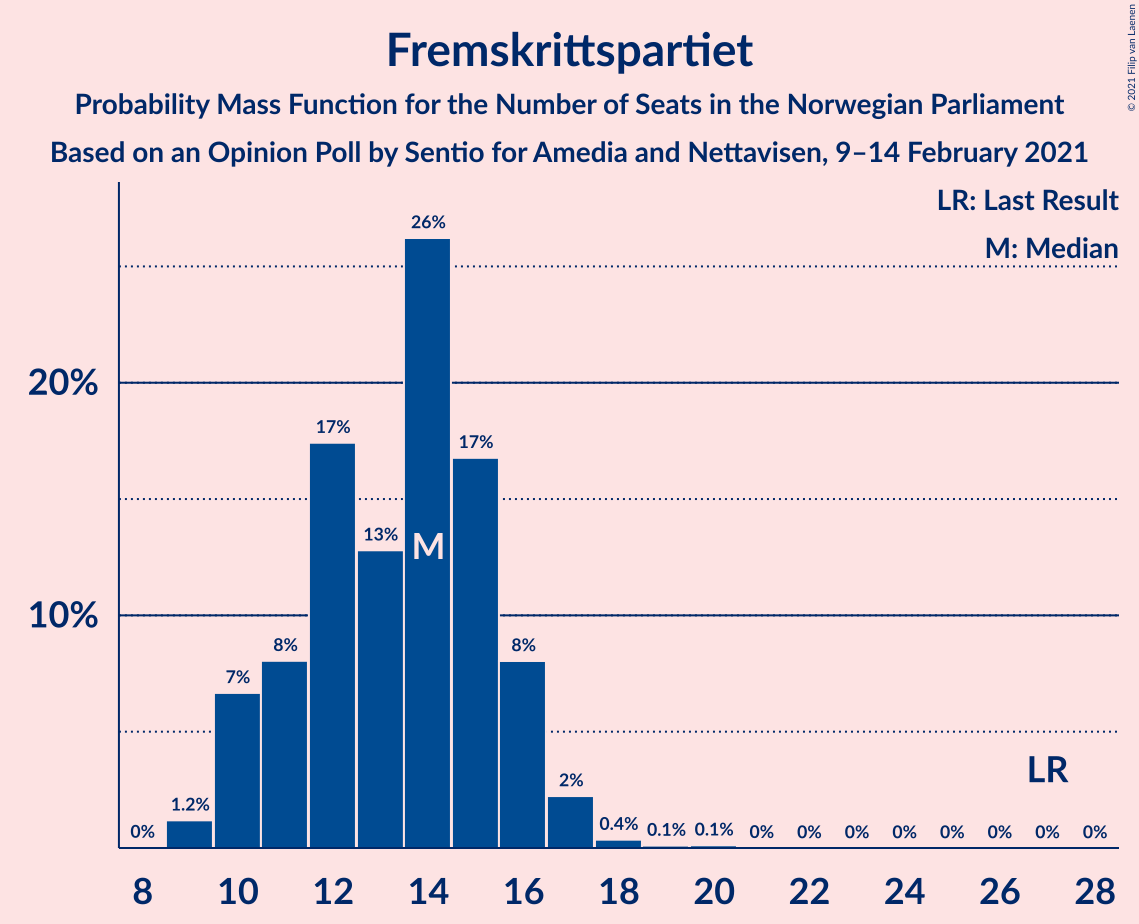 Fremskrittspartiet
Probability Mass Function for the Number of Seats in the Norwegian Parliament
Based on an Opinion Poll by Sentio for Amedia and Nettavisen, 9–14 February 2021
© 2021 Filip van Laenen
LR: Last Result
M: Median
20%
10%
0%
1.2%
7%
8%
17%
13%
26%
M
17%
8%
2%
0.4%
0.1%
0.1%
0%
0%
0%
0%
0%
0%
0%
0%
LR
8 10 12 14 16 18 20 22 24 26 28